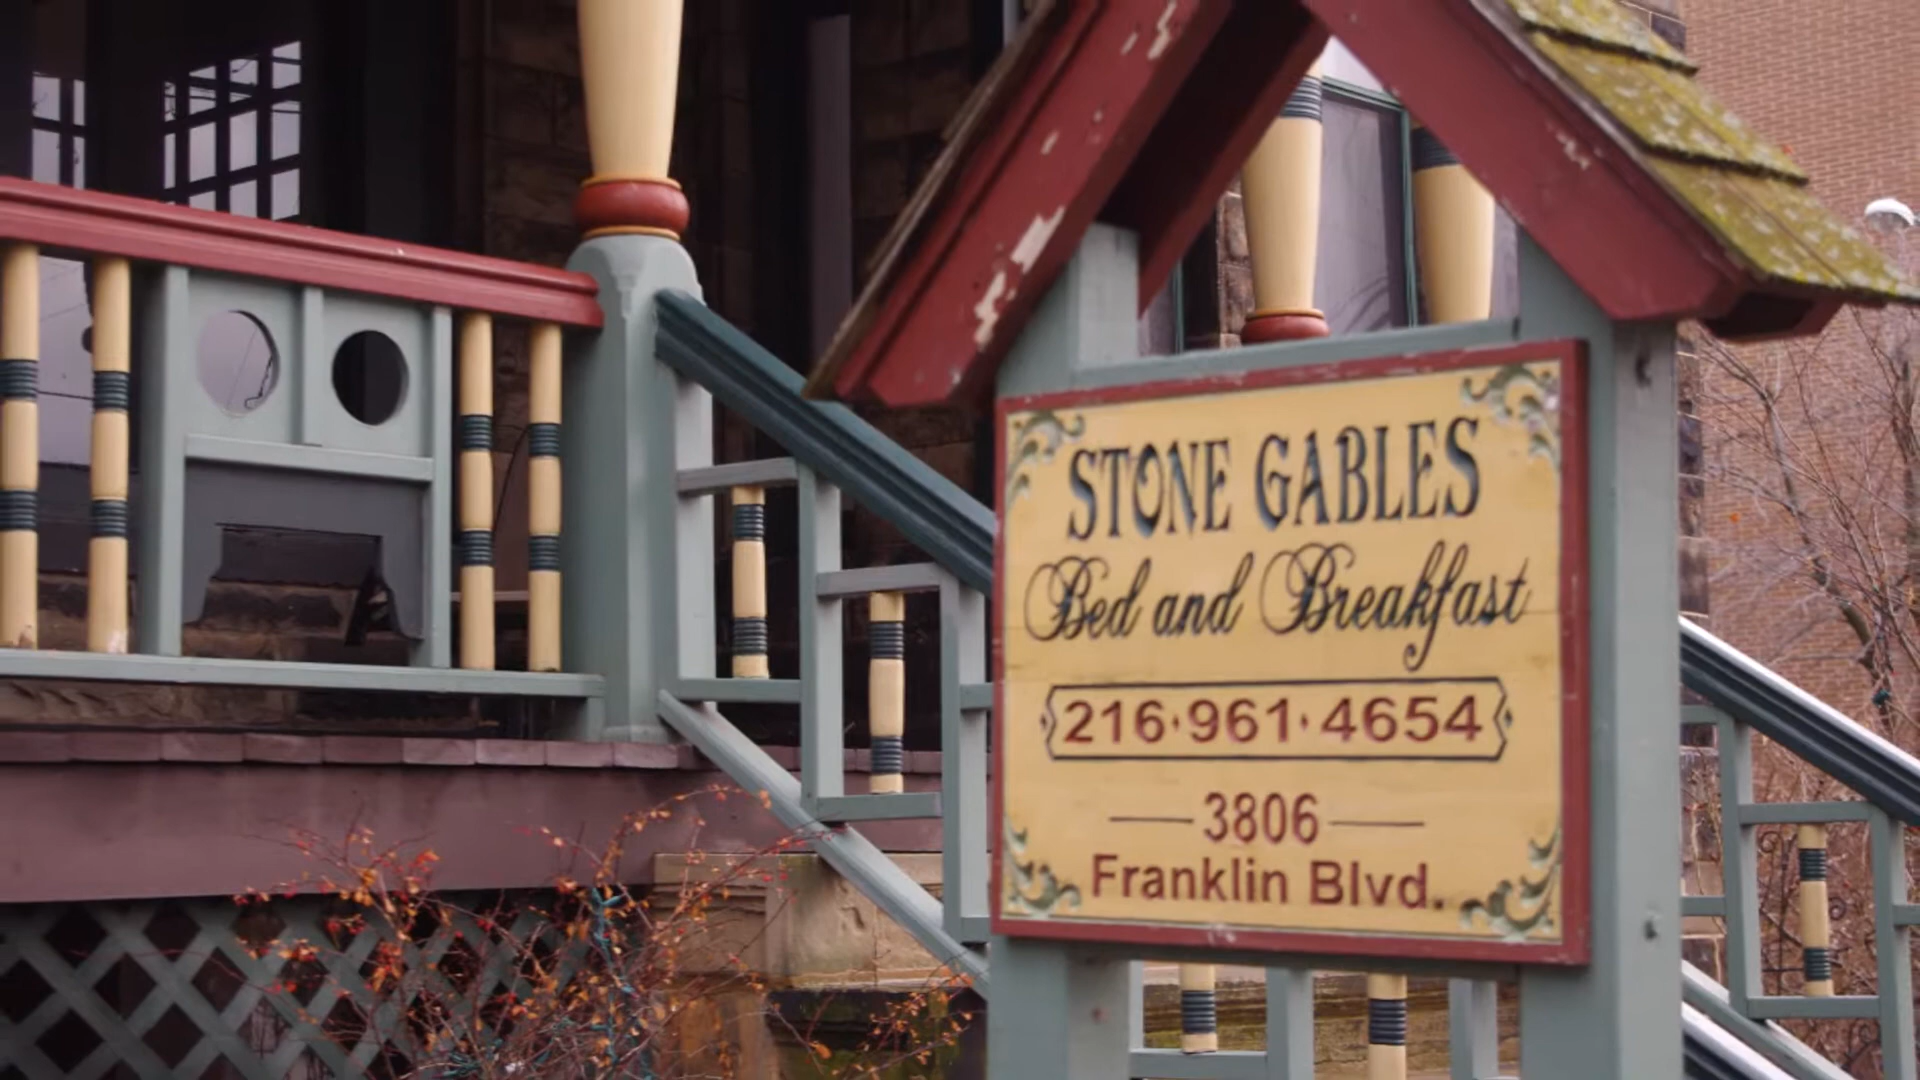 STONE GABLES
Bed and Breakfast
216·961·4654
3806
Franklin Blvd.